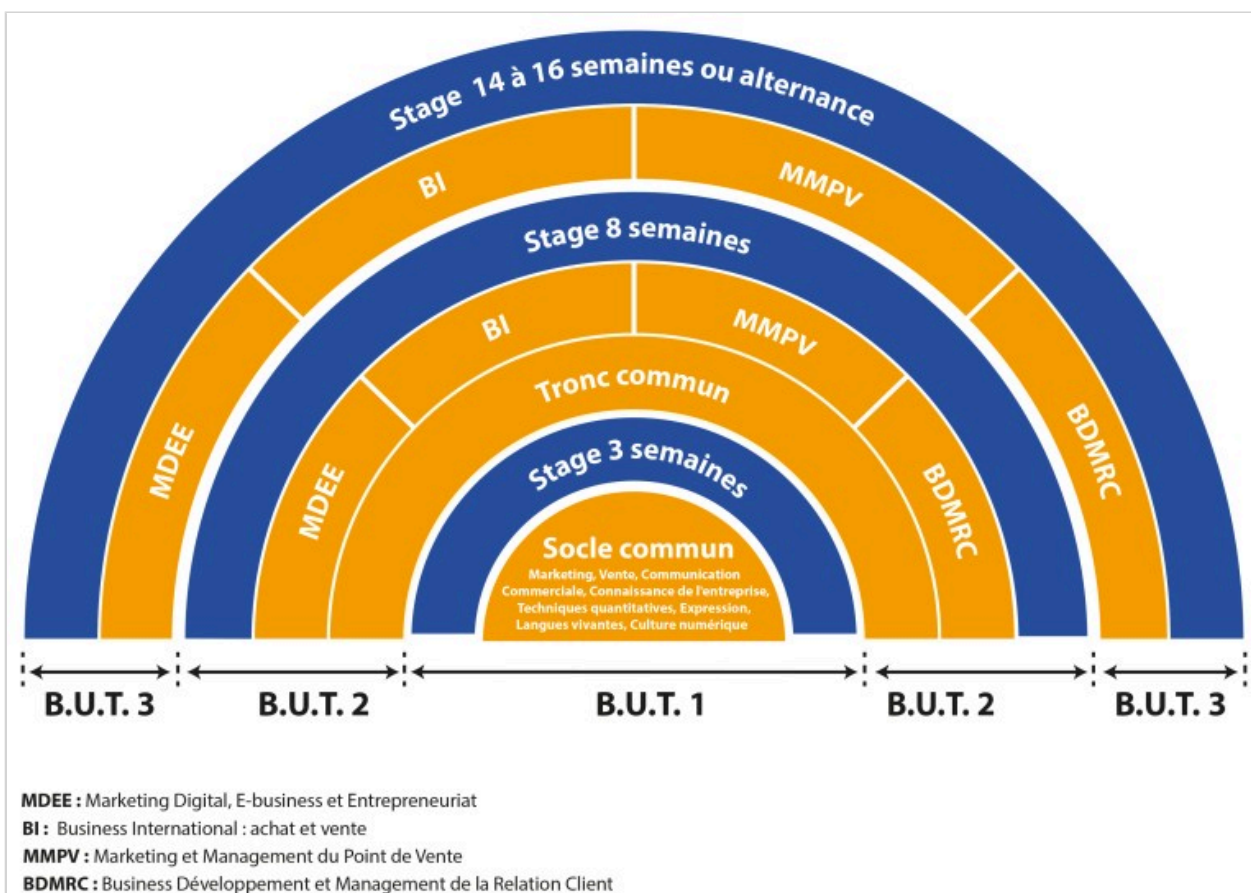 Stage 14 à 16 semaines ou alternance
BI
MMPV
MDEE
BDMRC
Stage 8 semaines
BI
MMPV
MDEE
BDMRC
Tronc commun
Stage 3 semaines
Socle commun
Marketing, Vente, Communication
Commerciale, Connaissance de l'entreprise,
Techniques quantitatives, Expression,
Langues vivantes, Culture numérique
B.U.T. 3
B.U.T. 2
B.U.T. 1
B.U.T. 2
B.U.T. 3
MDEE : Marketing Digital, E-business et Entrepreneuriat
BI : Business International : achat et vente
MMPV : Marketing et Management du Point de Vente
BDMRC : Business Développement et Management de la Relation Client